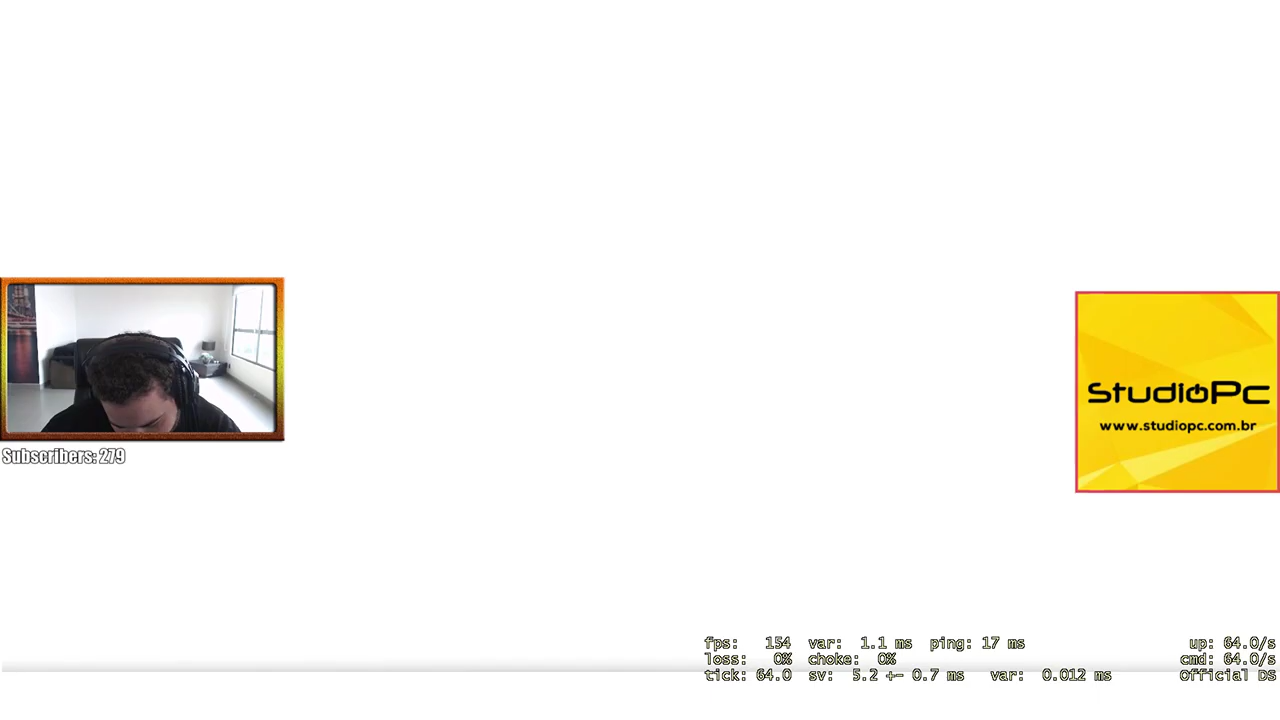 Subscribers: 279
StudioPc
www.studiopc.com.br
fps: 154 var: 1.1 ms ping: 17 ms up: 64.0/s
loss: 0% choke: 0% cmd: 64.0/s
tick: 64.0 sv: 5.2 +- 0.7 ms var: 0.012 ms Official DS